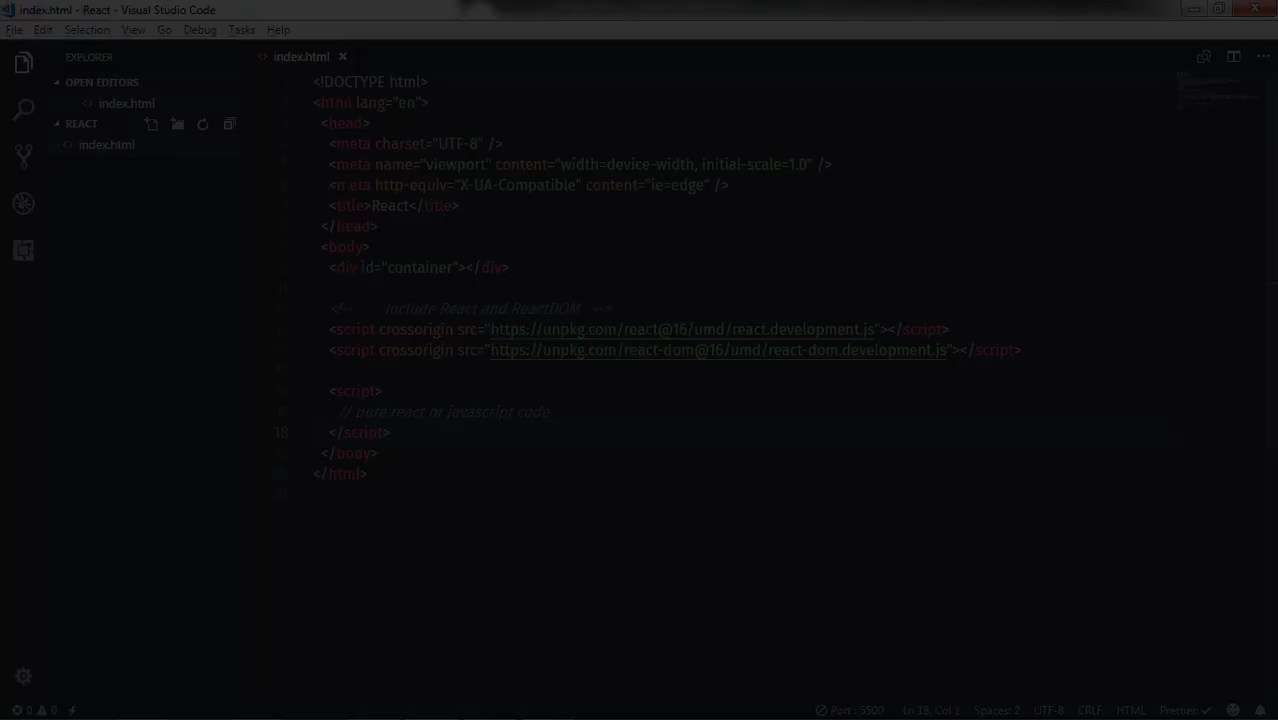 index.html - React - Visual Studio Code
File Edit Selection View Go Debug Tasks Help
EXPLORER
OPEN EDITORS
index.html
REACT
index.html
index.html
<!DOCTYPE html>
<html lang="en">
<head>
<meta charset="UTF-8" />
<meta name="viewport" content="width=device-width, initial-scale=1.0" />
<meta http-equiv="X-UA-Compatible" content="ie=edge" />
<title>React</title>
</head>
<body>
<div id="container"></div>
<!-- Include React and ReactDOM -->
<script crossorigin src="https://unpkg.com/react@16/umd/react.development.js"></script>
<script crossorigin src="https://unpkg.com/react-dom@16/umd/react-dom.development.js"></script>
<script>
// pure react or javascript code
18 </script>
</body>
</html>
0 0 Port : 5500 Ln 18, Col 1 Spaces: 2 UTF-8 CRLF HTML Prettier: ✓